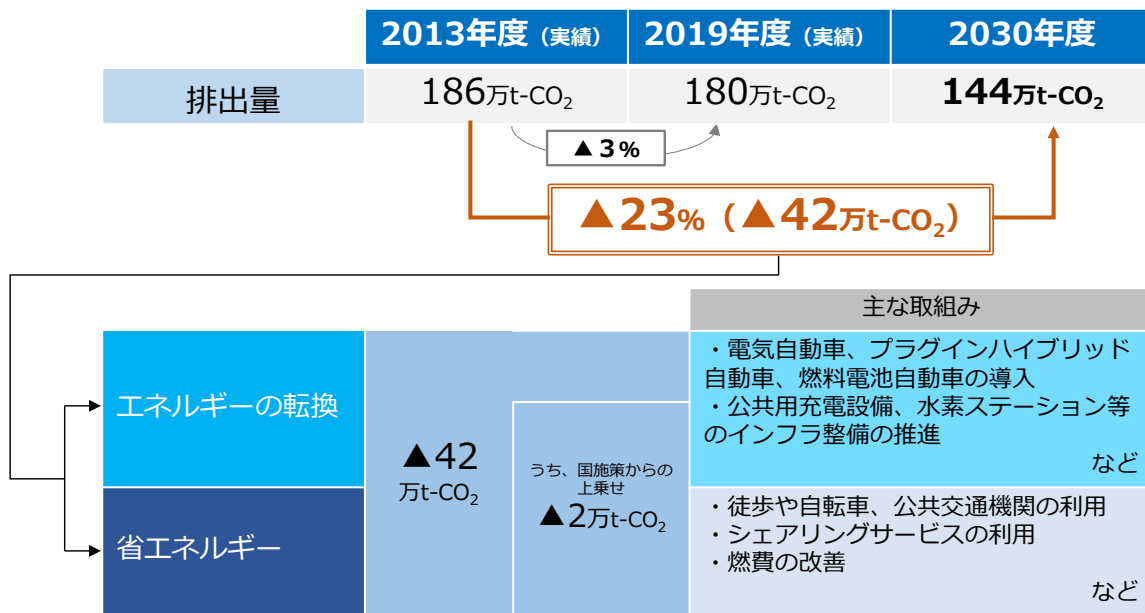 2013年度（実績） 2019年度（実績） 2030年度
排出量 186万t-CO₂ 180万t-CO₂ 144万t-CO₂
▲3%
▲23%（▲42万t-CO₂）
主な取組み
エネルギーの転換
・電気自動車、プラグインハイブリッド
自動車、燃料電池自動車の導入
・公共用充電設備、水素ステーション等
のインフラ整備の推進
など
▲42
万t-CO₂
うち、国施策からの
上乗せ
▲2万t-CO₂
省エネルギー
・徒歩や自転車、公共交通機関の利用
・シェアリングサービスの利用
・燃費の改善
など